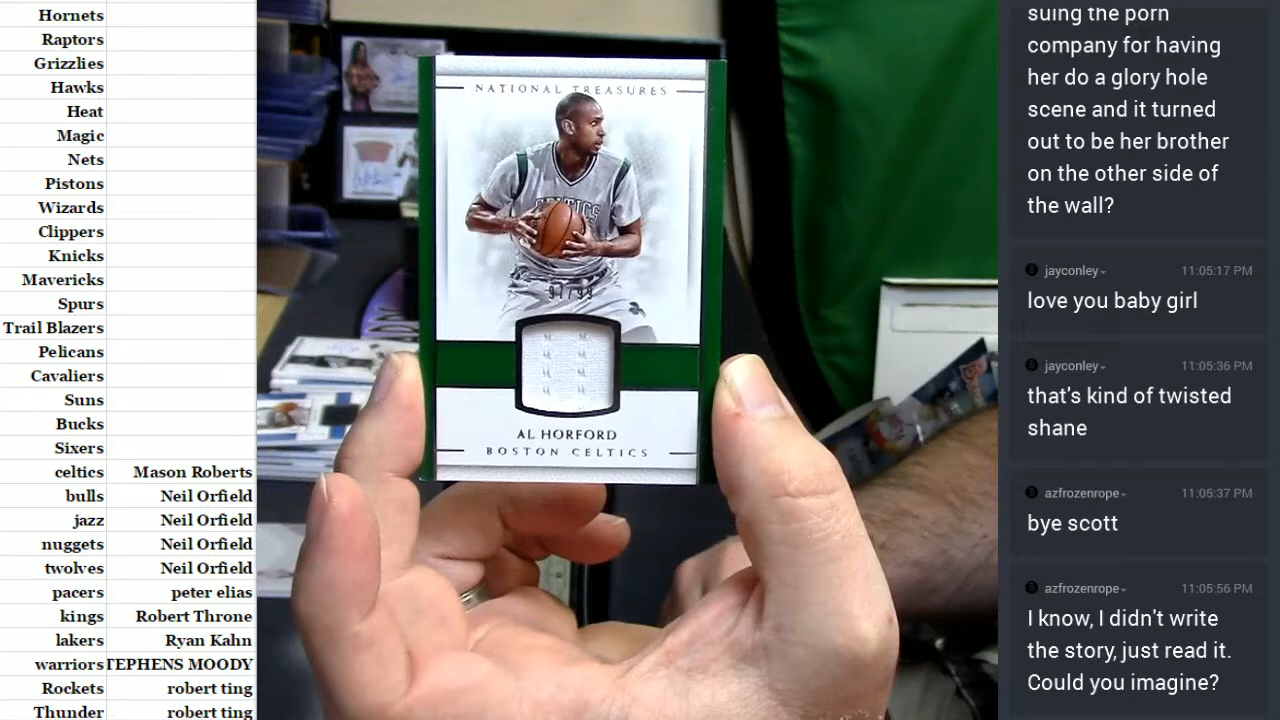 Hornets
Raptors
Grizzlies
Hawks
Heat
Magic
Nets
Pistons
Wizards
Clippers
Knicks
Mavericks
Spurs
Trail Blazers
Pelicans
Cavaliers
Suns
Bucks
Sixers
celtics Mason Roberts
bulls Neil Orfield
jazz Neil Orfield
nuggets Neil Orfield
twolves Neil Orfield
pacers peter elias
kings Robert Throne
lakers Ryan Kahn
warriors TEPHENS MOODY
Rockets robert ting
Thunder robert ting
NATIONAL TREASURES
CELTICS
97/99
AL HORFORD
BOSTON CELTICS
suing the porn
company for having
her do a glory hole
scene and it turned
out to be her brother
on the other side of
the wall?
jayconley 11:05:17 PM
love you baby girl
jayconley 11:05:36 PM
that's kind of twisted
shane
azfrozenrope 11:05:37 PM
bye scott
azfrozenrope 11:05:56 PM
I know, I didn't write
the story, just read it.
Could you imagine?